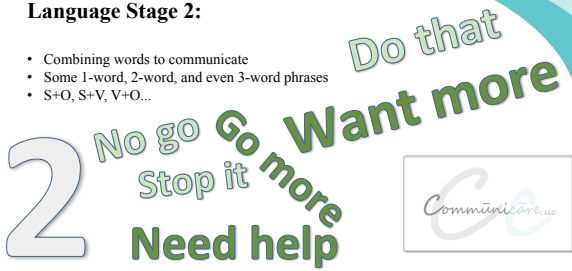 Language Stage 2:
• Combining words to communicate
• Some 1-word, 2-word, and even 3-word phrases
• S+O, S+V, V+O...
Do that
Want more
No go
Go more
Stop it
Need help
2
Commūnicāre, LLC